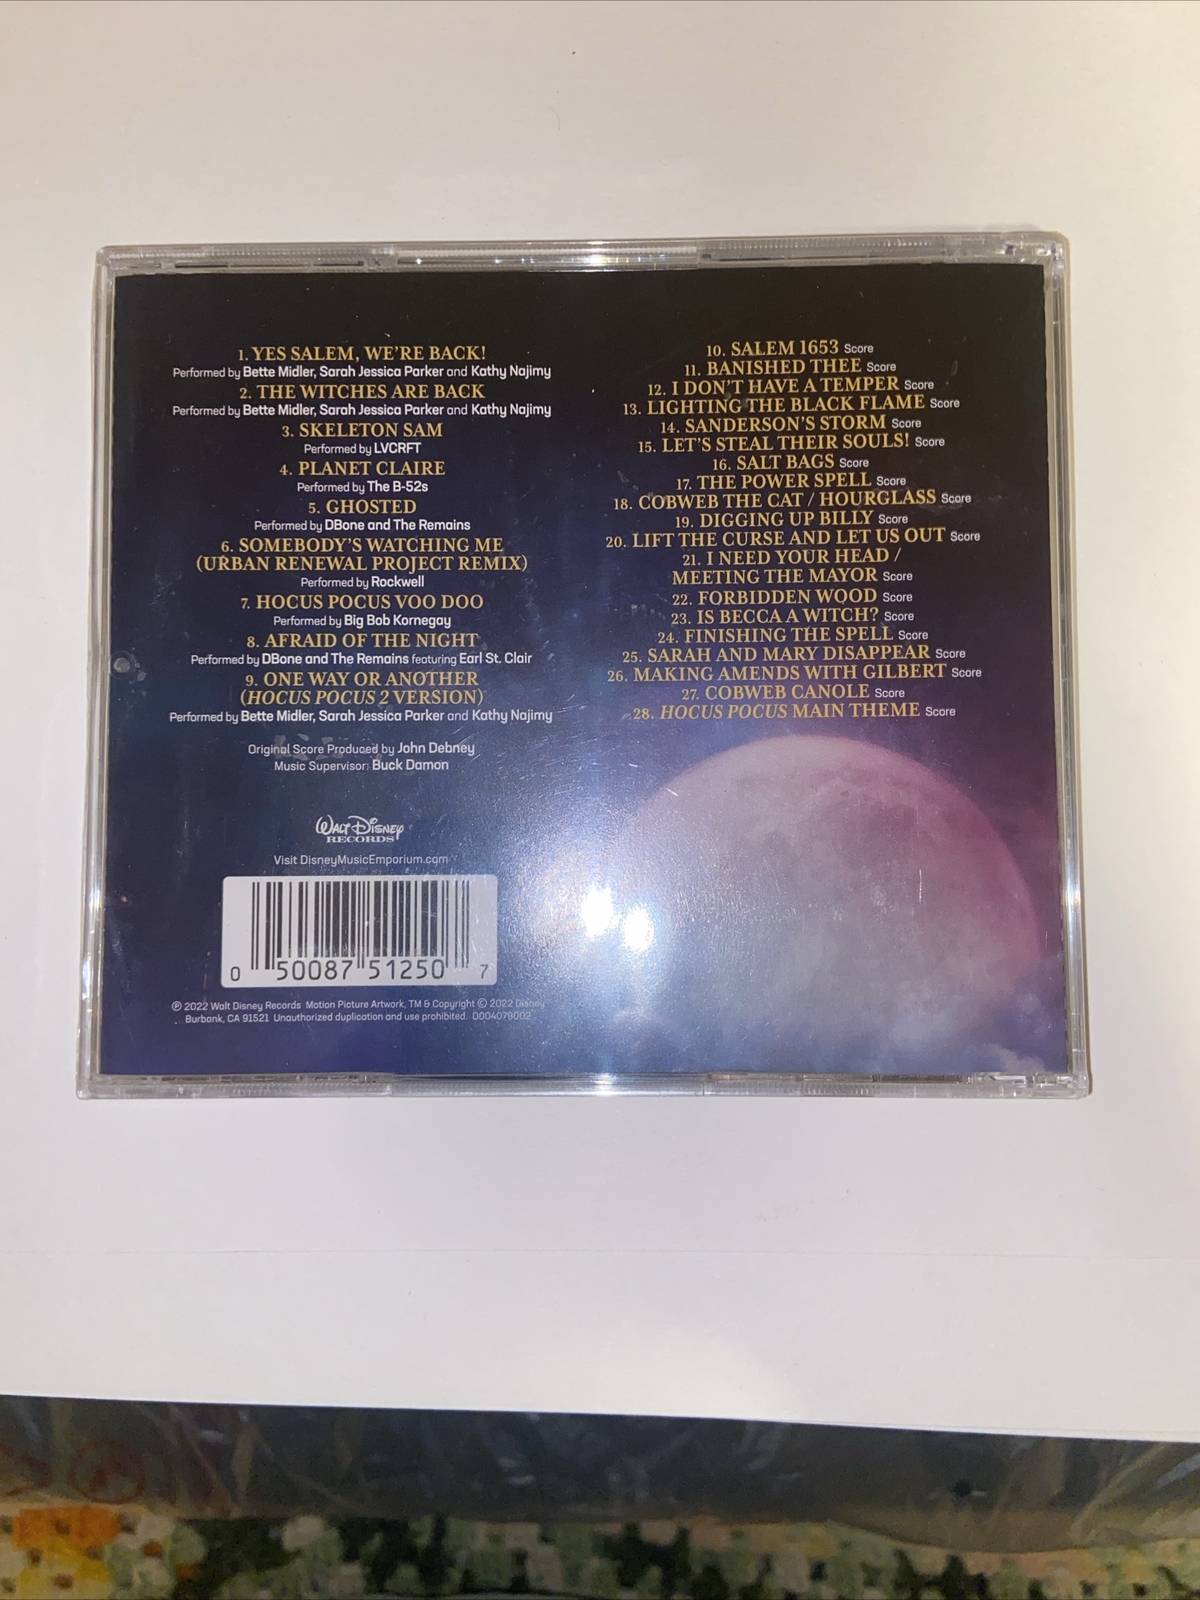 1. YES SALEM, WE'RE BACK!
Performed by Bette Midler, Sarah Jessica Parker and Kathy Najimy
2. THE WITCHES ARE BACK
Performed by Bette Midler, Sarah Jessica Parker and Kathy Najimy
3. SKELETON SAM
Performed by LVCRFT
4. PLANET CLAIRE
Performed by The B-52s
5. GHOSTED
Performed by DBone and The Remains
6. SOMEBODY'S WATCHING ME
(URBAN RENEWAL PROJECT REMIX)
Performed by Rockwell
7. HOCUS POCUS VOO DOO
Performed by Big Bob Kornegay
8. AFRAID OF THE NIGHT
Performed by DBone and The Remains featuring Earl St. Clair
9. ONE WAY OR ANOTHER
(HOCUS POCUS 2 VERSION)
Performed by Bette Midler, Sarah Jessica Parker and Kathy Najimy
Original Score Produced by John Debney
Music Supervisor: Buck Damon
WALT DISNEY
RECORDS
Visit DisneyMusicEmporium.com
0 50087 51250 7
℗ 2022 Walt Disney Records Motion Picture Artwork, TM & Copyright © 2022 Disney
Burbank, CA 91521 Unauthorized duplication and use prohibited. D004079002
10. SALEM 1653 Score
11. BANISHED THEE Score
12. I DON'T HAVE A TEMPER Score
13. LIGHTING THE BLACK FLAME Score
14. SANDERSON'S STORM Score
15. LET'S STEAL THEIR SOULS! Score
16. SALT BAGS Score
17. THE POWER SPELL Score
18. COBWEB THE CAT / HOURGLASS Score
19. DIGGING UP BILLY Score
20. LIFT THE CURSE AND LET US OUT Score
21. I NEED YOUR HEAD /
MEETING THE MAYOR Score
22. FORBIDDEN WOOD Score
23. IS BECCA A WITCH? Score
24. FINISHING THE SPELL Score
25. SARAH AND MARY DISAPPEAR Score
26. MAKING AMENDS WITH GILBERT Score
27. COBWEB CANOLE Score
28. HOCUS POCUS MAIN THEME Score